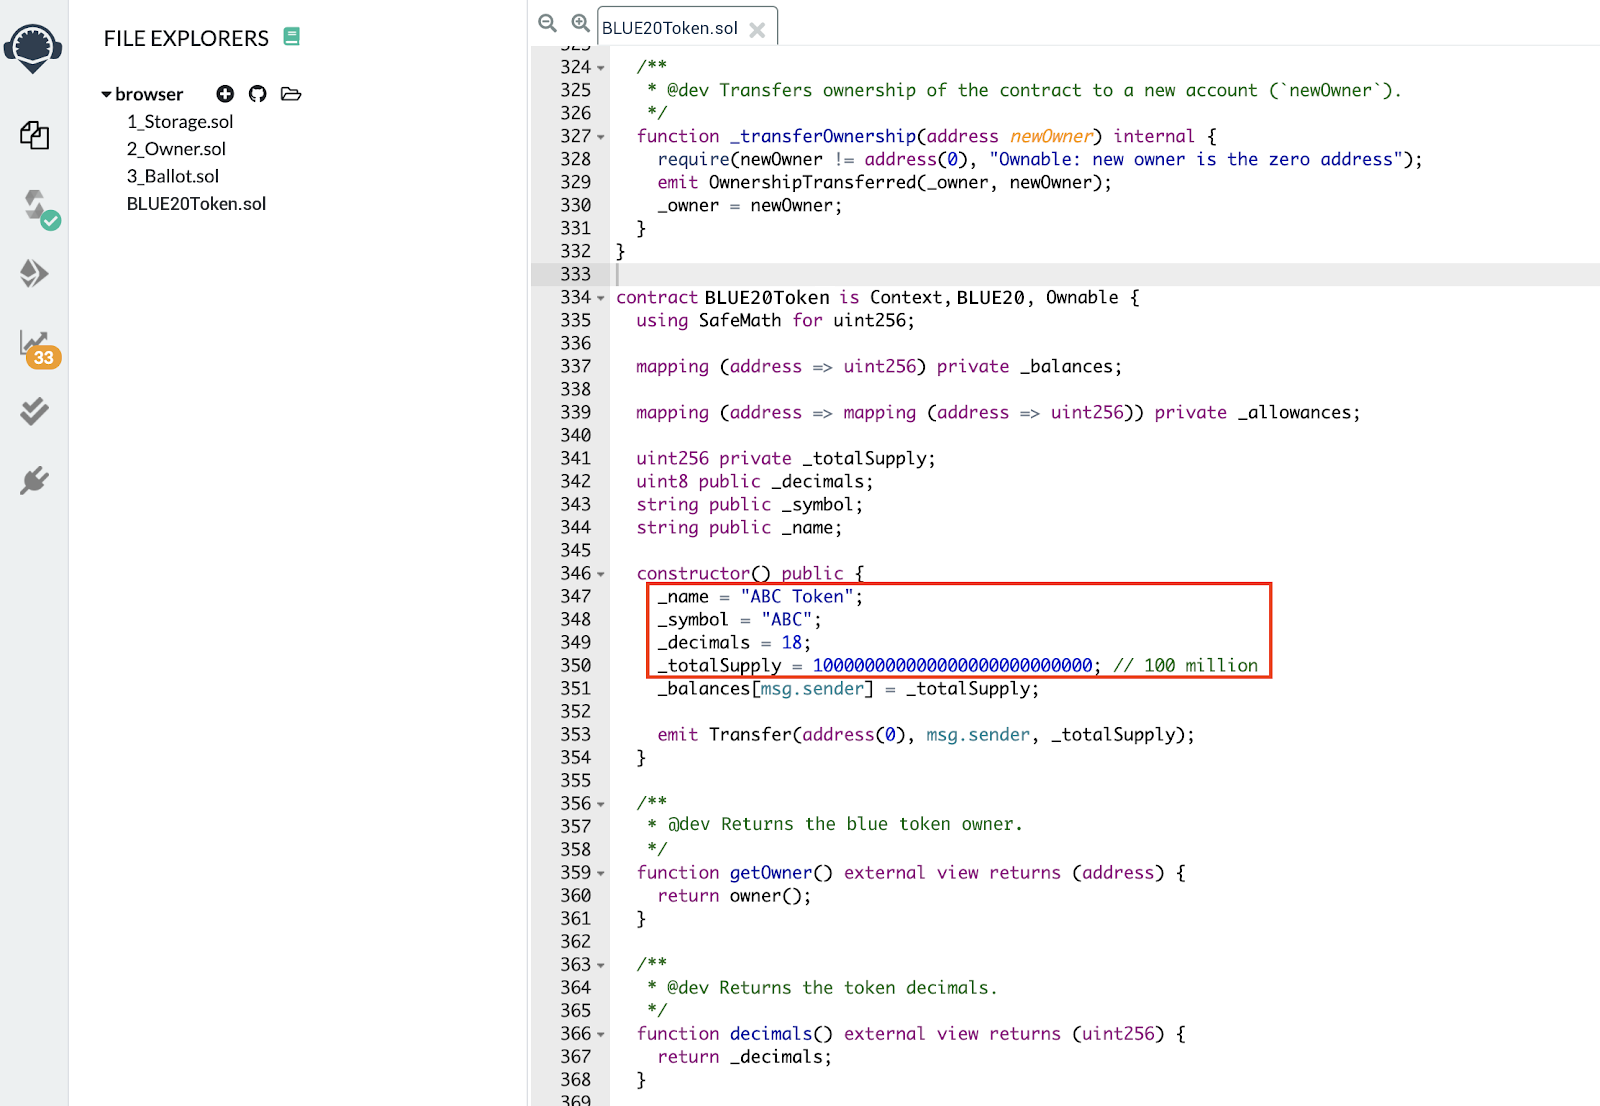 FILE EXPLORERS
browser
1_Storage.sol
2_Owner.sol
3_Ballot.sol
BLUE20Token.sol
33
BLUE20Token.sol
323
324 /**
325 * @dev Transfers ownership of the contract to a new account (`newOwner`).
326 */
327 function _transferOwnership(address newOwner) internal {
328 require(newOwner != address(0), "Ownable: new owner is the zero address");
329 emit OwnershipTransferred(_owner, newOwner);
330 _owner = newOwner;
331 }
332 }
333
334 contract BLUE20Token is Context, BLUE20, Ownable {
335 using SafeMath for uint256;
336
337 mapping (address => uint256) private _balances;
338
339 mapping (address => mapping (address => uint256)) private _allowances;
340
341 uint256 private _totalSupply;
342 uint8 public _decimals;
343 string public _symbol;
344 string public _name;
345
346 constructor() public {
347 _name = "ABC Token";
348 _symbol = "ABC";
349 _decimals = 18;
350 _totalSupply = 100000000000000000000000000; // 100 million
351 _balances[msg.sender] = _totalSupply;
352
353 emit Transfer(address(0), msg.sender, _totalSupply);
354 }
355
356 /**
357 * @dev Returns the blue token owner.
358 */
359 function getOwner() external view returns (address) {
360 return owner();
361 }
362
363 /**
364 * @dev Returns the token decimals.
365 */
366 function decimals() external view returns (uint256) {
367 return _decimals;
368 }
369